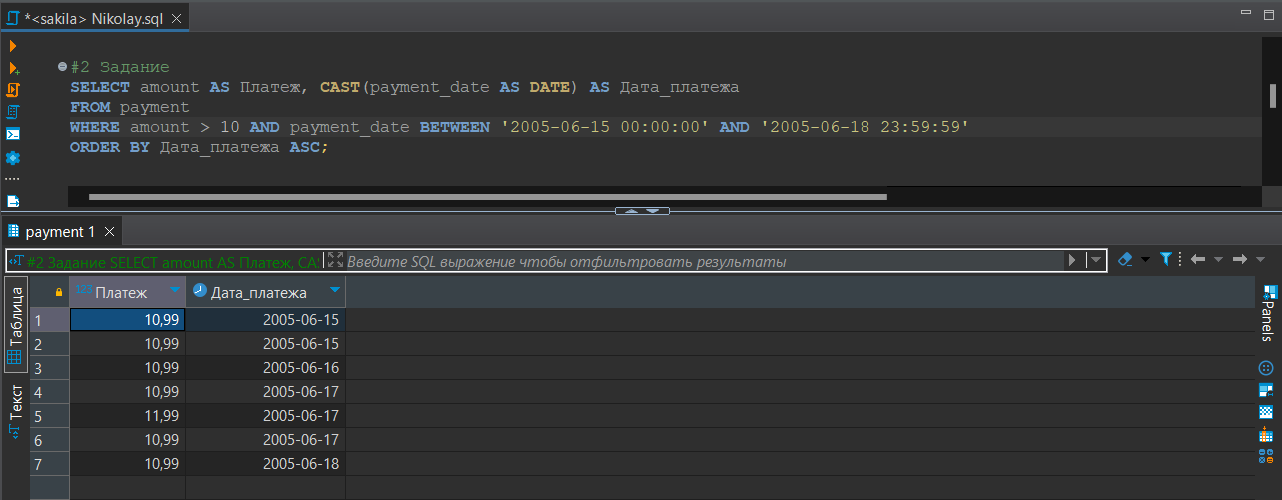 *<sakila> Nikolay.sql
#2 Задание
SELECT amount AS Платеж, CAST(payment_date AS DATE) AS Дата_платежа
FROM payment
WHERE amount > 10 AND payment_date BETWEEN '2005-06-15 00:00:00' AND '2005-06-18 23:59:59'
ORDER BY Дата_платежа ASC;
payment 1
#2 Задание SELECT amount AS Платеж, CA Введите SQL выражение чтобы отфильтровать результаты
Таблица
Текст
123 Платеж Дата_платежа
1 10,99 2005-06-15
2 10,99 2005-06-15
3 10,99 2005-06-16
4 10,99 2005-06-17
5 11,99 2005-06-17
6 10,99 2005-06-17
7 10,99 2005-06-18
Panels